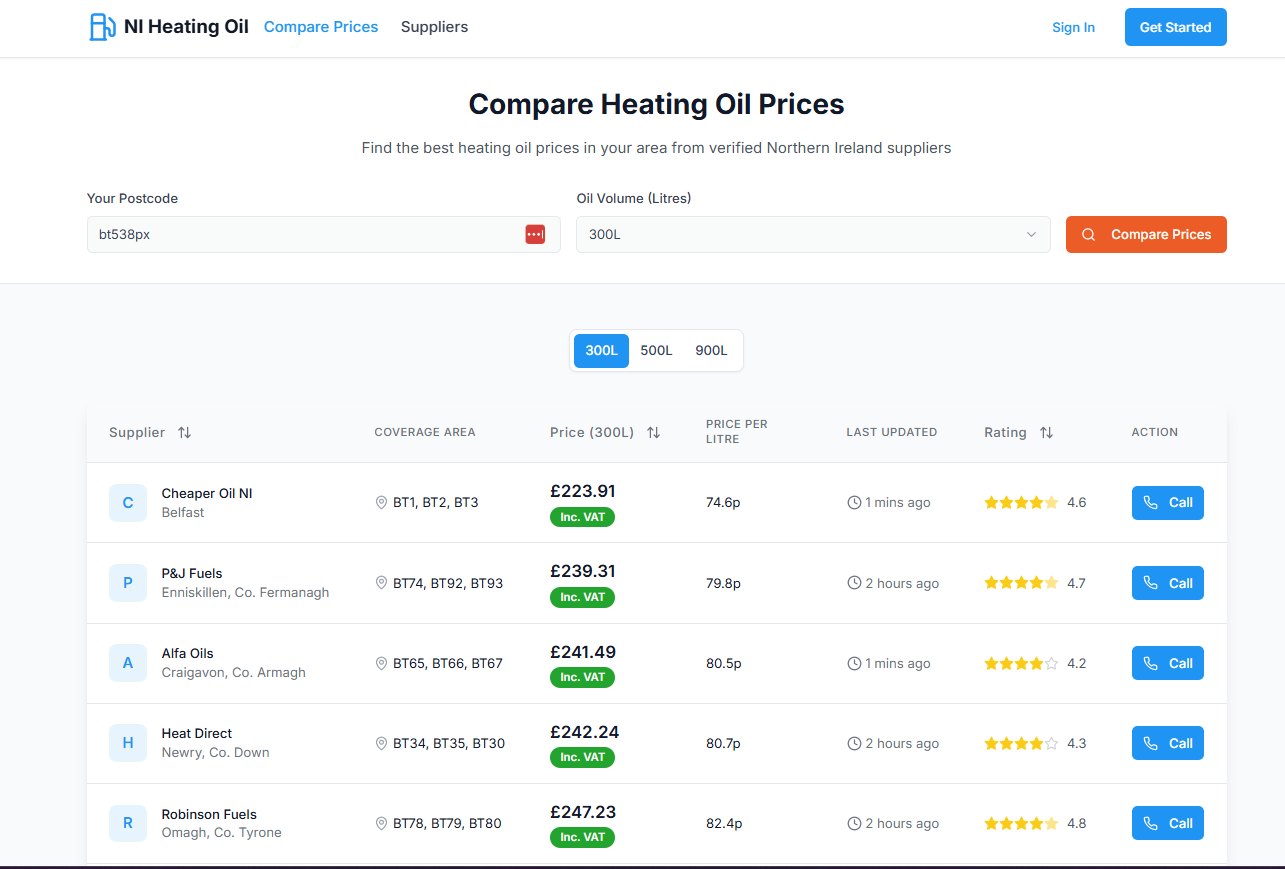 NI Heating Oil Compare Prices Suppliers Sign In Get Started
Compare Heating Oil Prices
Find the best heating oil prices in your area from verified Northern Ireland suppliers
Your Postcode Oil Volume (Litres)
bt538px 300L Compare Prices
300L 500L 900L
Supplier COVERAGE AREA Price (300L) PRICE PER LITRE LAST UPDATED Rating ACTION
C Cheaper Oil NI Belfast BT1, BT2, BT3 £223.91 Inc. VAT 74.6p 1 mins ago 4.6 Call
P P&J Fuels Enniskillen, Co. Fermanagh BT74, BT92, BT93 £239.31 Inc. VAT 79.8p 2 hours ago 4.7 Call
A Alfa Oils Craigavon, Co. Armagh BT65, BT66, BT67 £241.49 Inc. VAT 80.5p 1 mins ago 4.2 Call
H Heat Direct Newry, Co. Down BT34, BT35, BT30 £242.24 Inc. VAT 80.7p 2 hours ago 4.3 Call
R Robinson Fuels Omagh, Co. Tyrone BT78, BT79, BT80 £247.23 Inc. VAT 82.4p 2 hours ago 4.8 Call